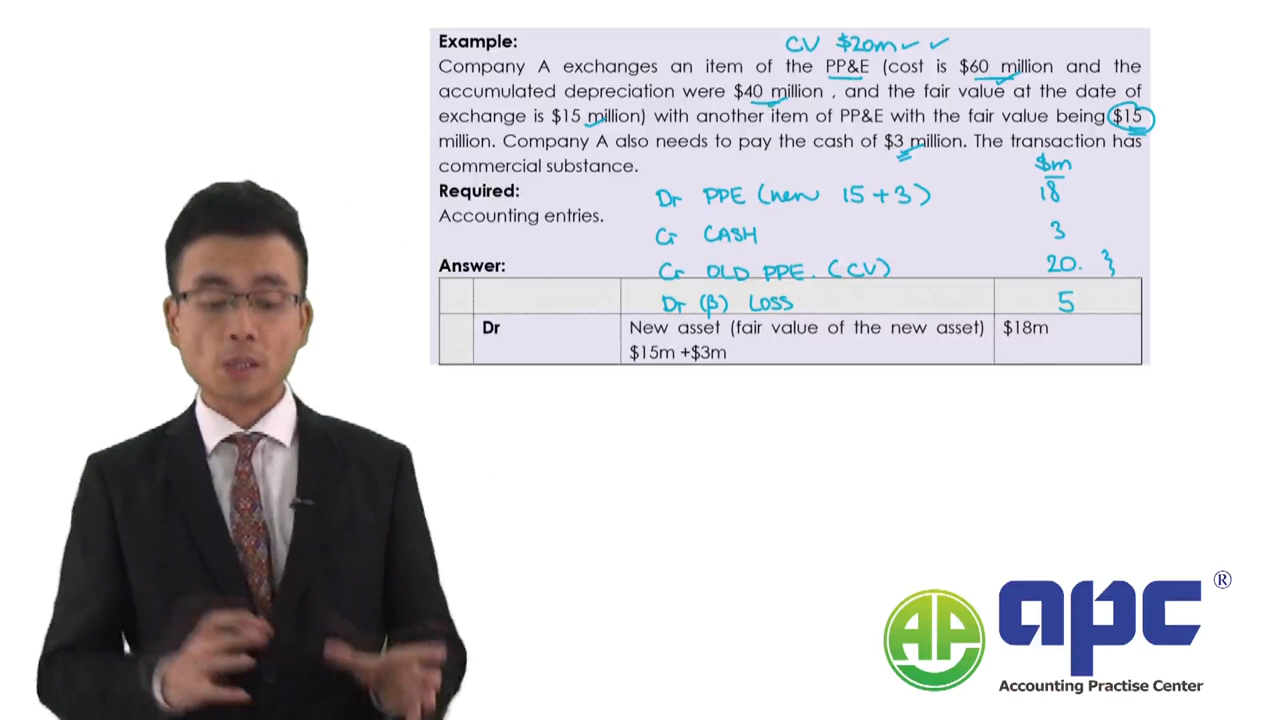 Example:
CV $20m
Company A exchanges an item of the PP&E (cost is $60 million and the
accumulated depreciation were $40 million , and the fair value at the date of
exchange is $15 million) with another item of PP&E with the fair value being $15
million. Company A also needs to pay the cash of $3 million. The transaction has
commercial substance.
$m
Required:
Dr PPE (new 15 + 3) 18
Accounting entries.
Cr CASH 3
Answer:
Cr OLD PPE. (CV) 20.
Dr (β) LOSS 5
Dr New asset (fair value of the new asset) $18m
$15m +$3m
AP
apc®
Accounting Practise Center